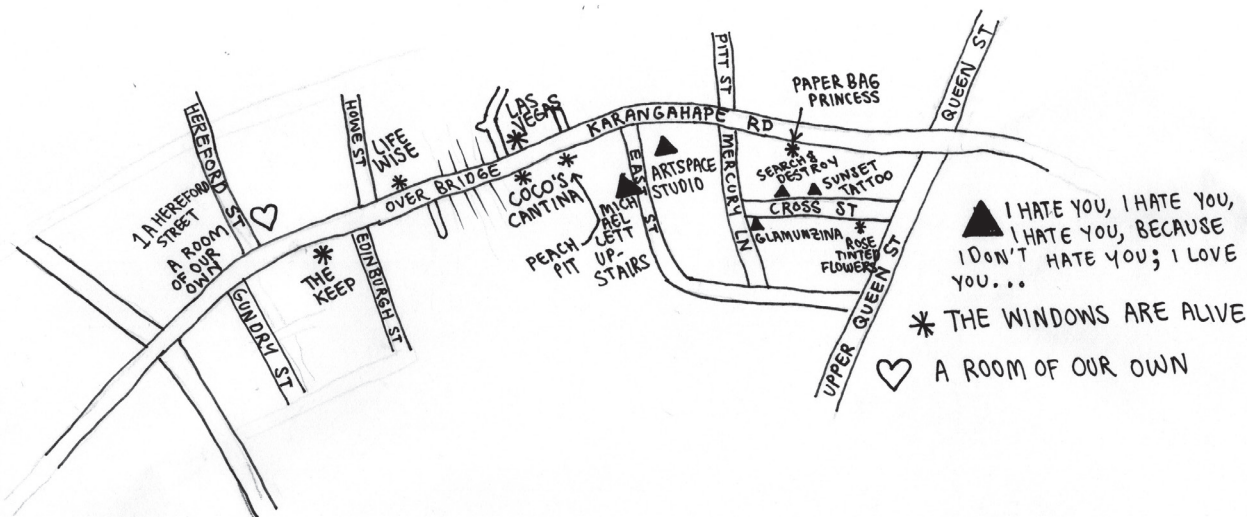 HEREFORD ST
1A HEREFORD
STREET
A ROOM
OF OUR
OWN
GUNDRY ST
HOWE ST
LIFE
WISE
THE
KEEP
EDINBURGH ST
OVER BRIDGE
LAS
VEGAS
COCO'S
CANTINA
PEACH
PIT
KARANGAHAPE RD
EAST ST
MICH
AEL
LETT
UP-
STAIRS
ARTSPACE
STUDIO
PITT ST
MERCURY LN
PAPER BAG
PRINCESS
SEARCH &
DESTROY
SUNSET
TATTOO
CROSS ST
GLAMUNZINA
ROSE
TINTED
FLOWERS
QUEEN ST
UPPER QUEEN ST
I HATE YOU, I HATE YOU,
I HATE YOU, BECAUSE
I DON'T HATE YOU; I LOVE
YOU...
THE WINDOWS ARE ALIVE
A ROOM OF OUR OWN